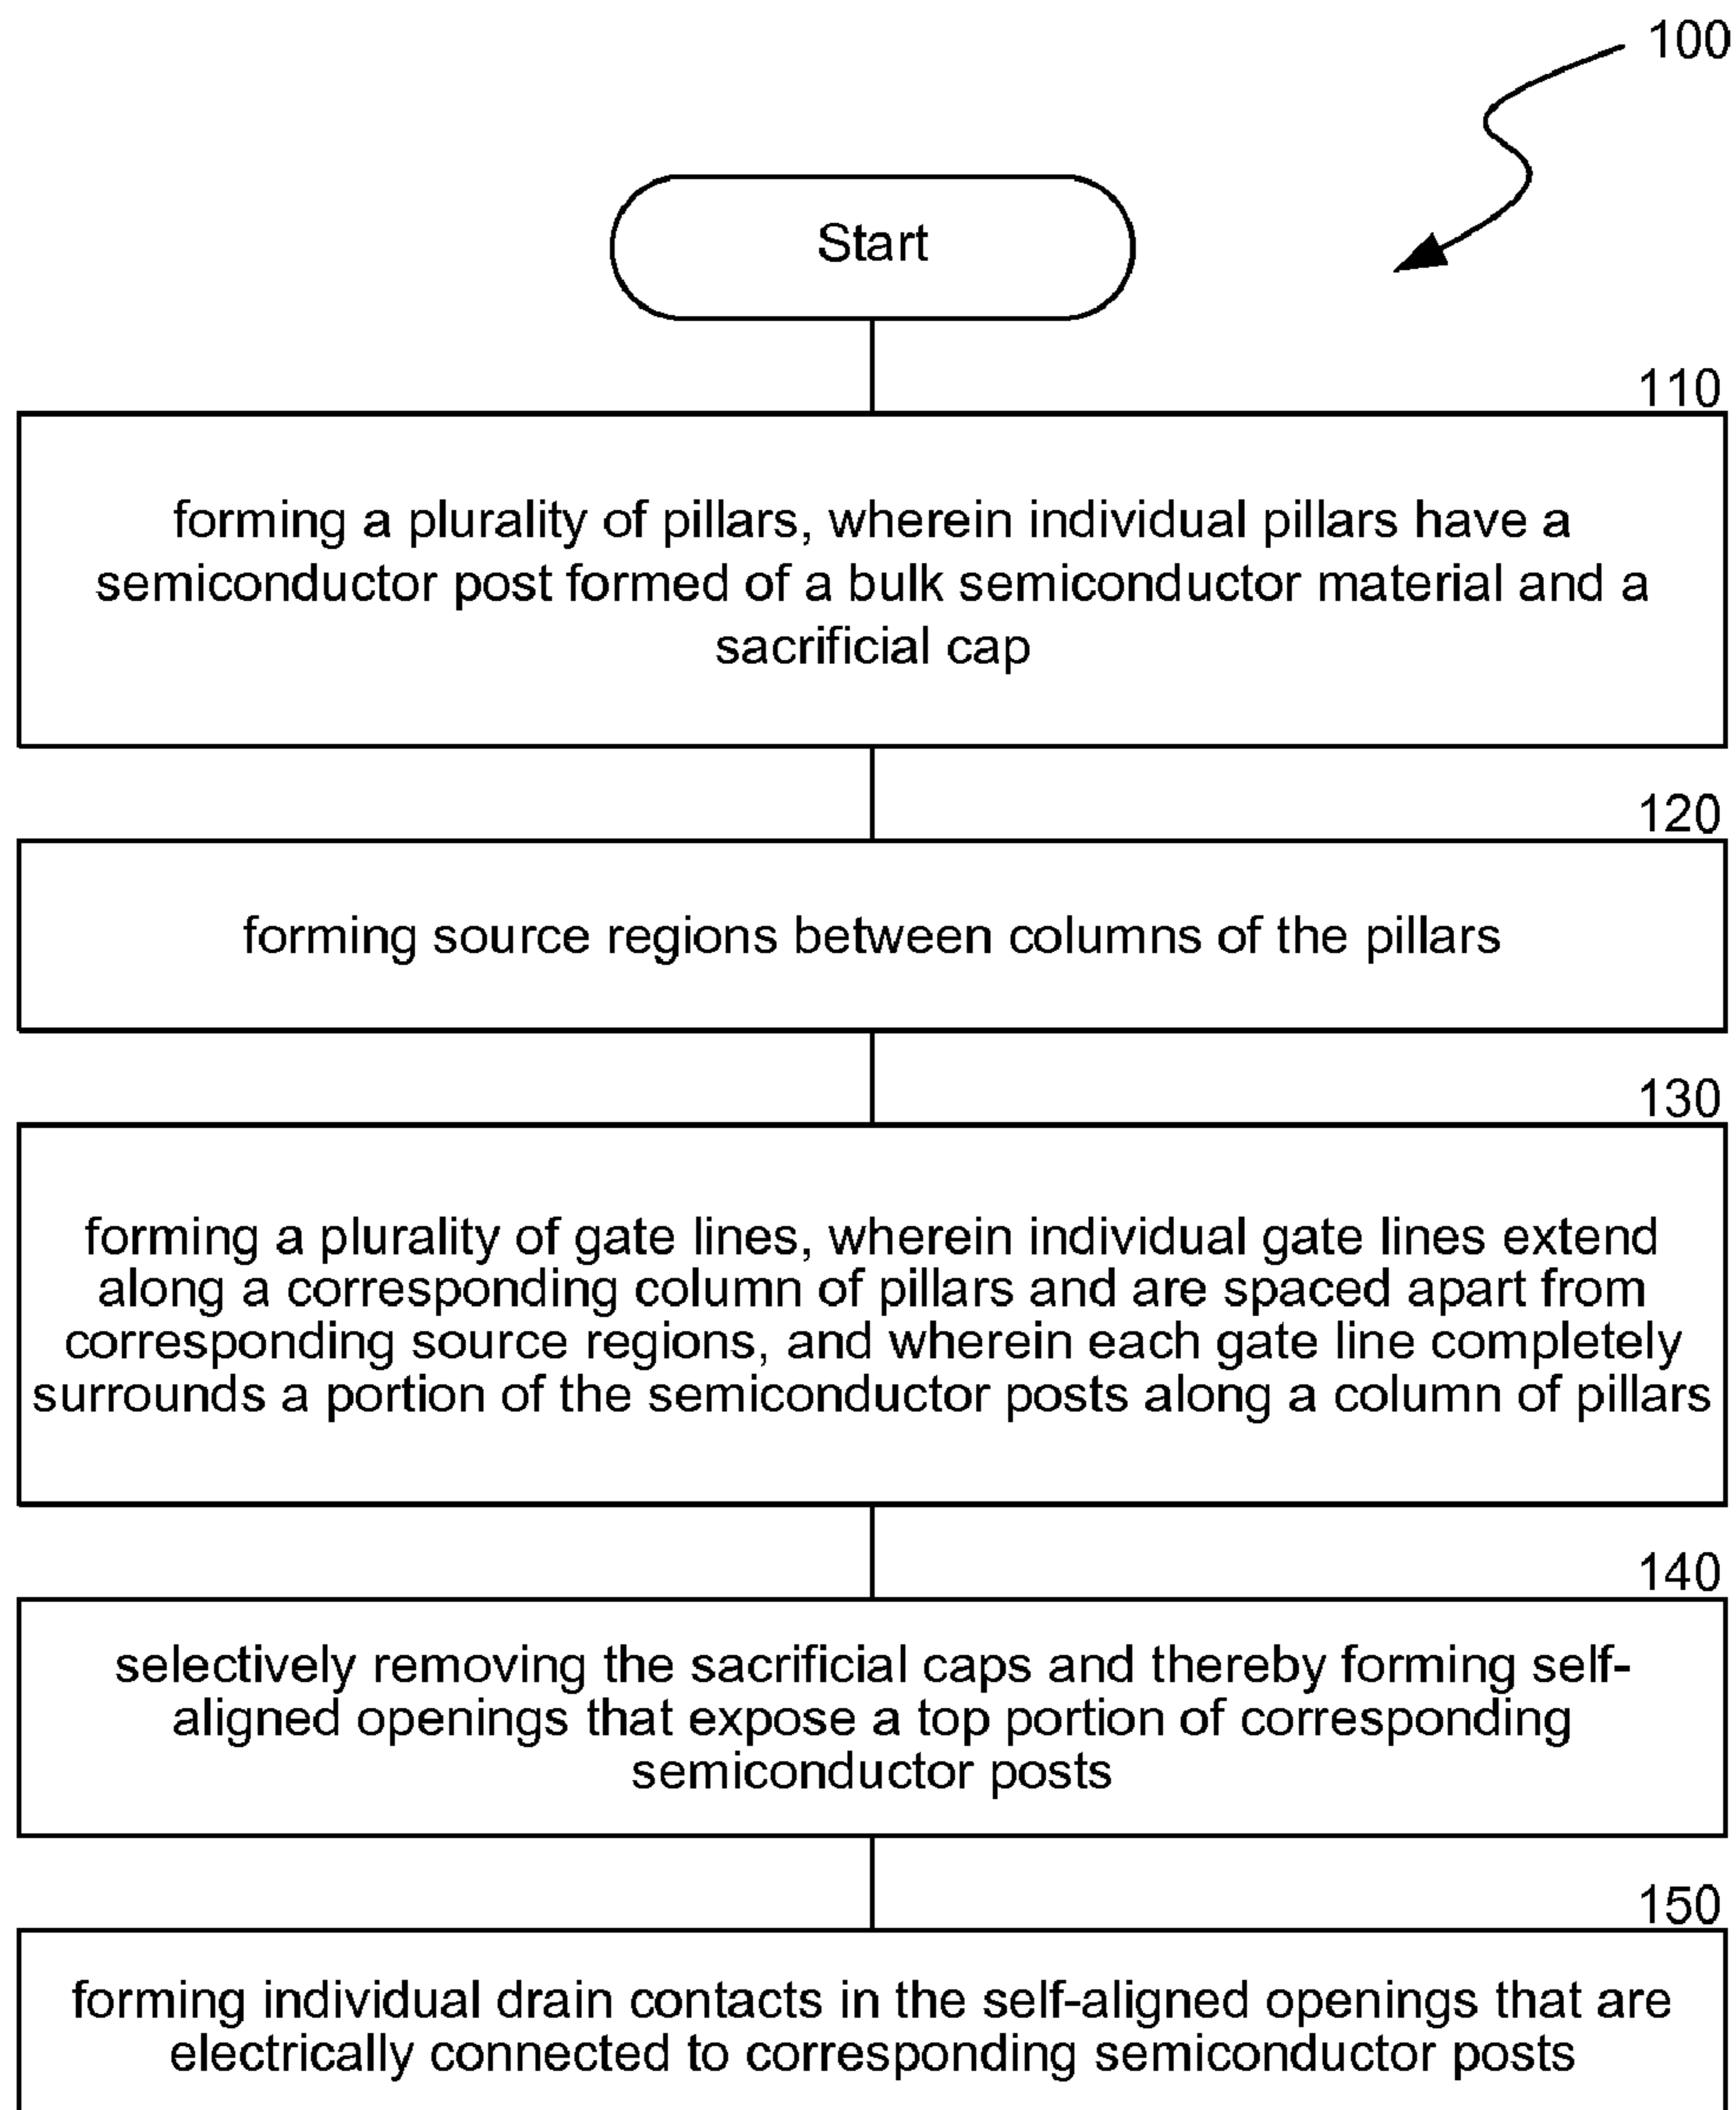 100
Start
110
forming a plurality of pillars, wherein individual pillars have a
semiconductor post formed of a bulk semiconductor material and a
sacrificial cap
120
forming source regions between columns of the pillars
130
forming a plurality of gate lines, wherein individual gate lines extend
along a corresponding column of pillars and are spaced apart from
corresponding source regions, and wherein each gate line completely
surrounds a portion of the semiconductor posts along a column of pillars
140
selectively removing the sacrificial caps and thereby forming self-
aligned openings that expose a top portion of corresponding
semiconductor posts
150
forming individual drain contacts in the self-aligned openings that are
electrically connected to corresponding semiconductor posts